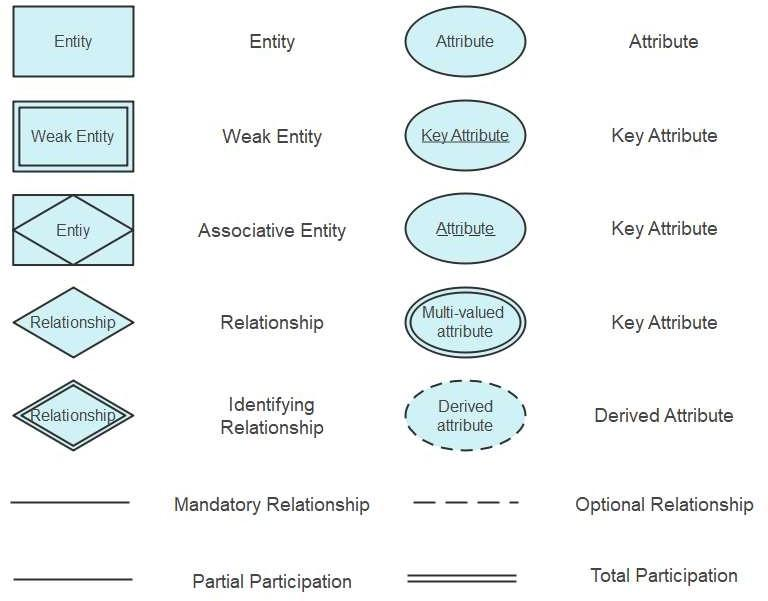 Entity
Entity
Attribute
Attribute
Weak Entity
Weak Entity
Key Attribute
Key Attribute
Entiy
Associative Entity
Attribute
Key Attribute
Relationship
Relationship
Multi-valued
attribute
Key Attribute
Relationship
Identifying
Relationship
Derived
attribute
Derived Attribute
Mandatory Relationship
Optional Relationship
Partial Participation
Total Participation